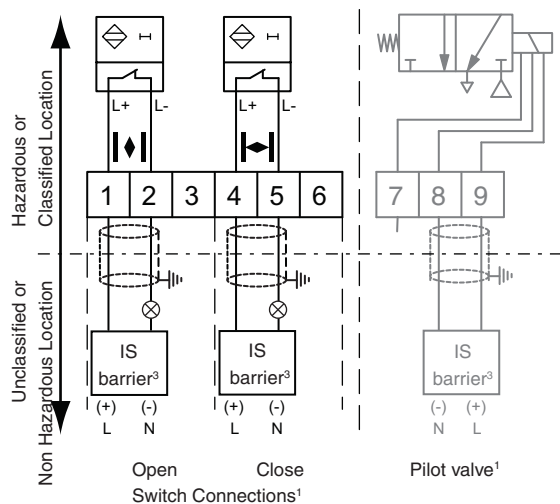 Hazardous or
Classified Location
Unclassified or
Non Hazardous Location
L+ L-
L+ L-
1 2 3 4 5 6
7 8 9
IS
barrier³
(+) (-)
L N
IS
barrier³
(+) (-)
L N
IS
barrier³
(-) (+)
N L
Open Close
Switch Connections¹
Pilot valve¹